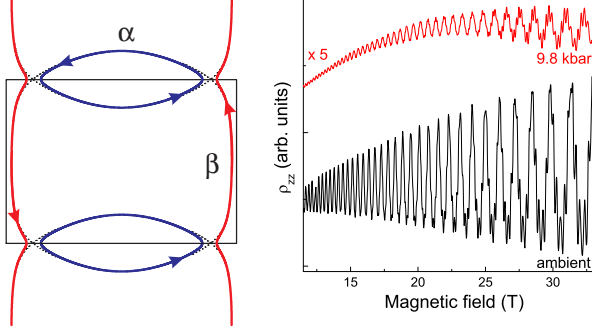 α
β
x 5
9.8 kbar
ρzz (arb. units)
ambient
15 20 25 30
Magnetic field (T)